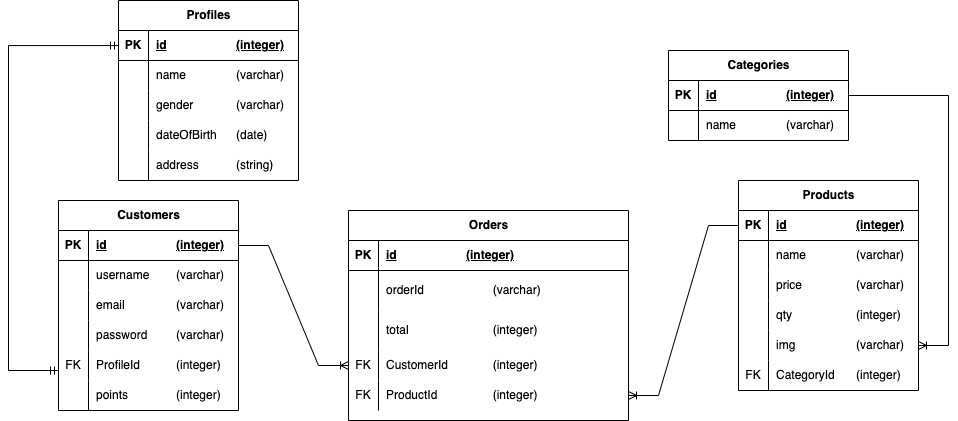 Profiles
PK id (integer)
name (varchar)
gender (varchar)
dateOfBirth (date)
address (string)
Categories
PK id (integer)
name (varchar)
Customers
PK id (integer)
username (varchar)
email (varchar)
password (varchar)
FK ProfileId (integer)
points (integer)
Orders
PK id (integer)
orderId (varchar)
total (integer)
FK CustomerId (integer)
FK ProductId (integer)
Products
PK id (integer)
name (varchar)
price (varchar)
qty (integer)
img (varchar)
FK CategoryId (integer)